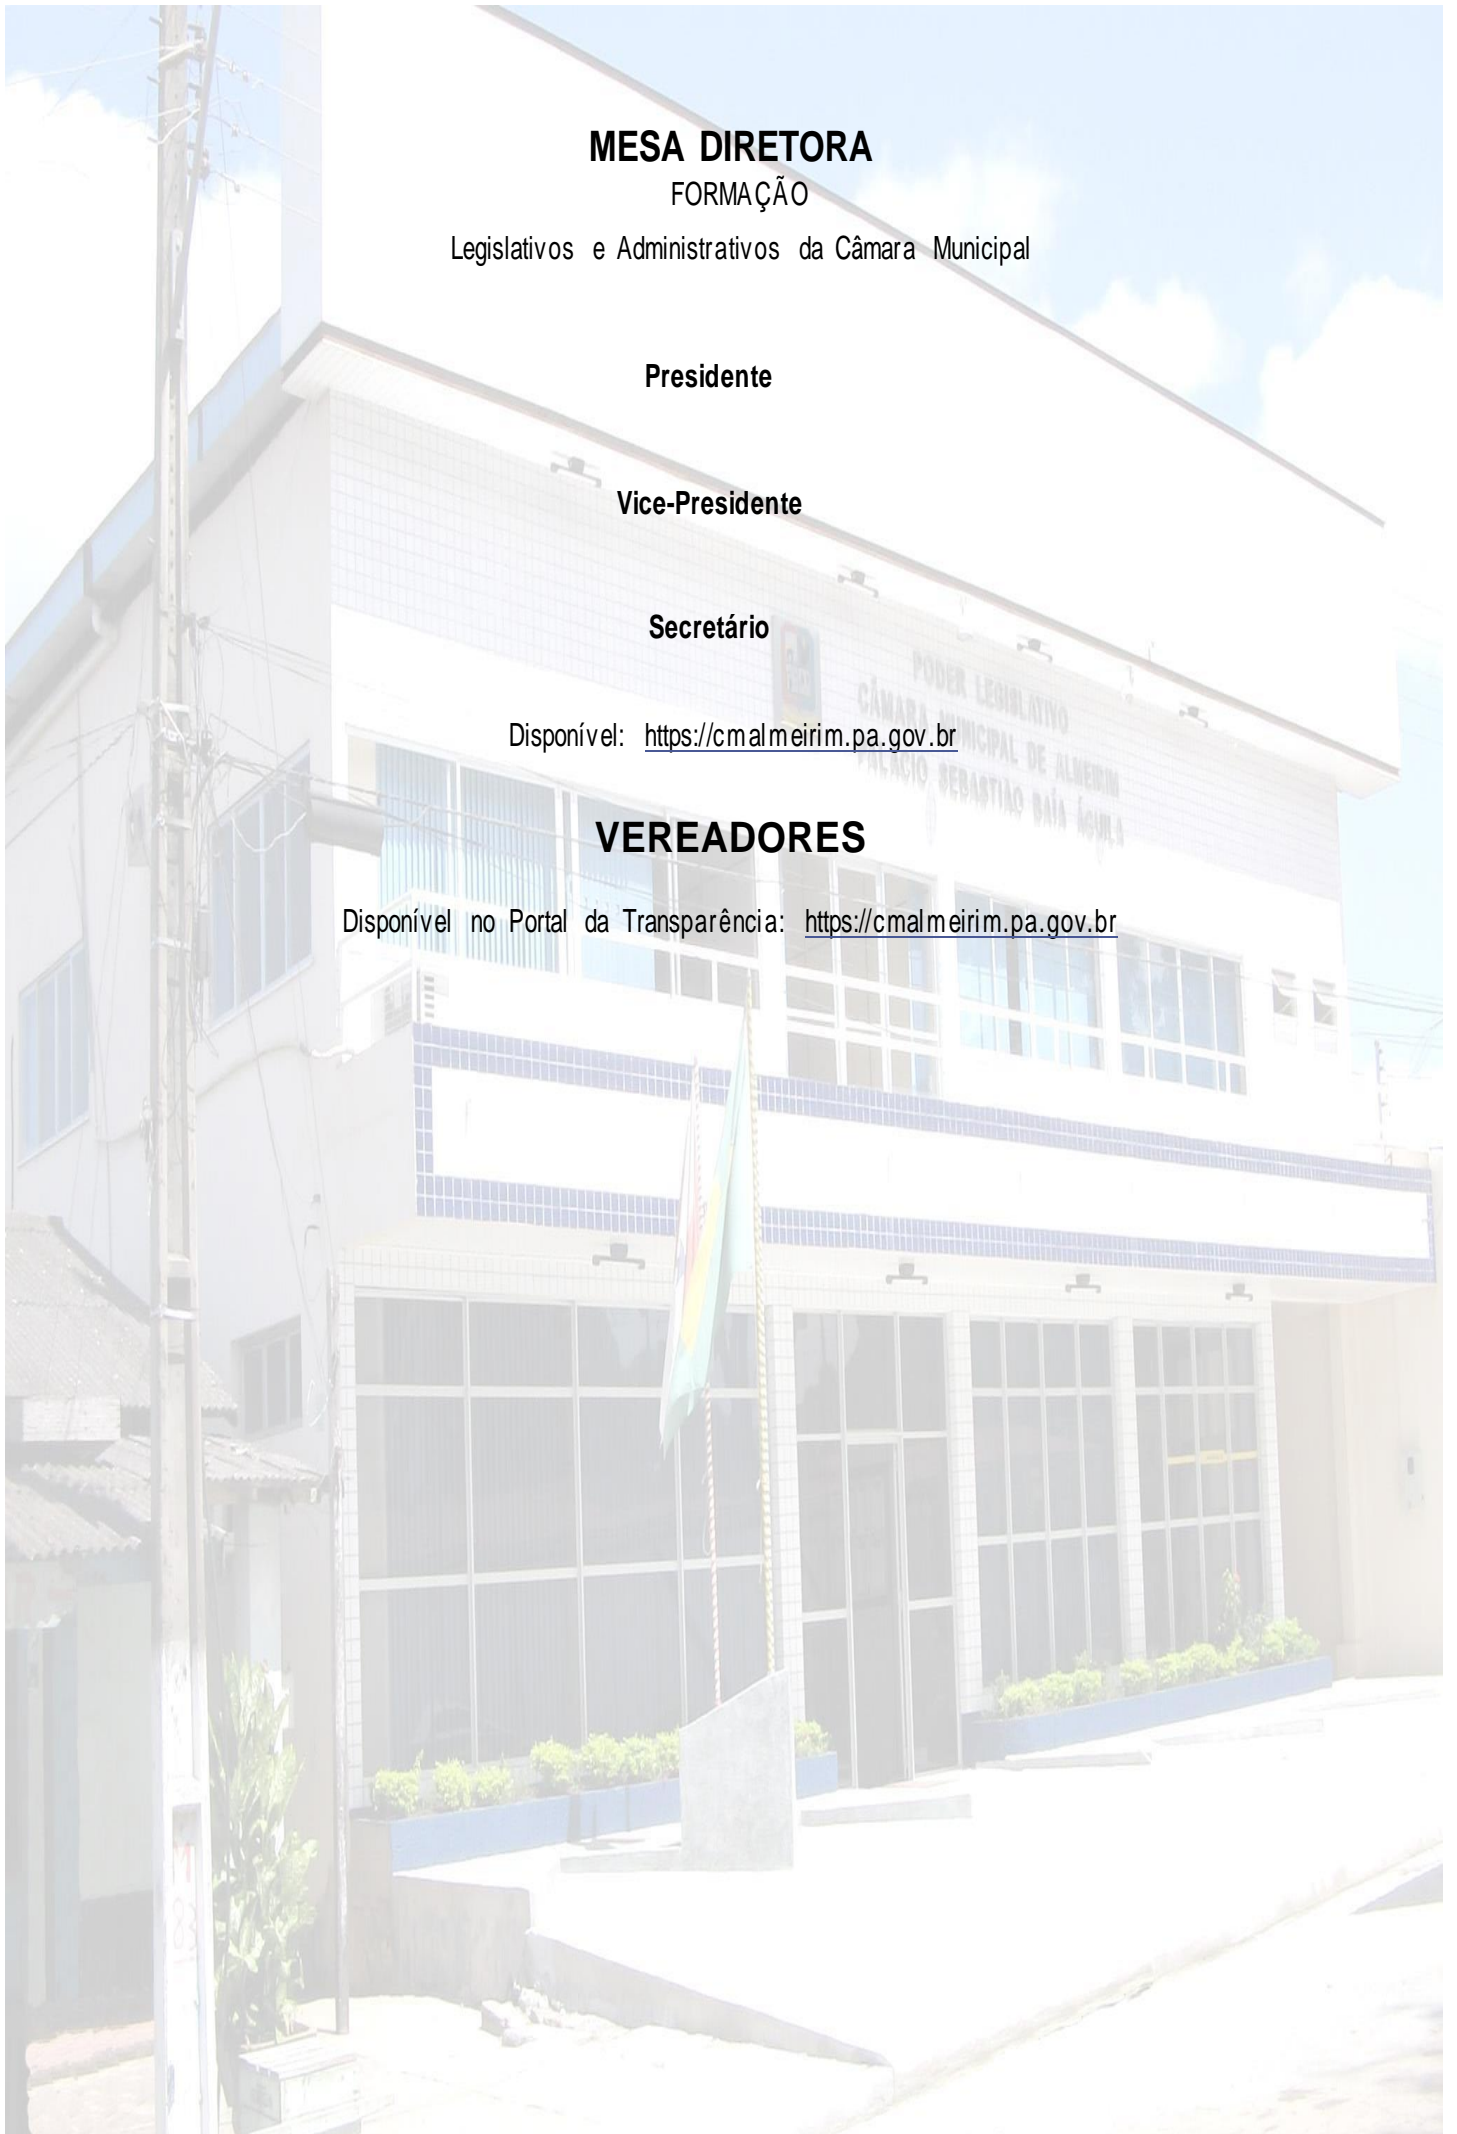 MESA DIRETORA
FORMAÇÃO
Legislativos e Administrativos da Câmara Municipal
Presidente
Vice-Presidente
Secretário
PODER LEGISLATIVO
CÂMARA MUNICIPAL DE ALMEIRIM
PALÁCIO SEBASTIÃO BAÍA ÁGUILA
Disponível: https://cmalmeirim.pa.gov.br
VEREADORES
Disponível no Portal da Transparência: https://cmalmeirim.pa.gov.br